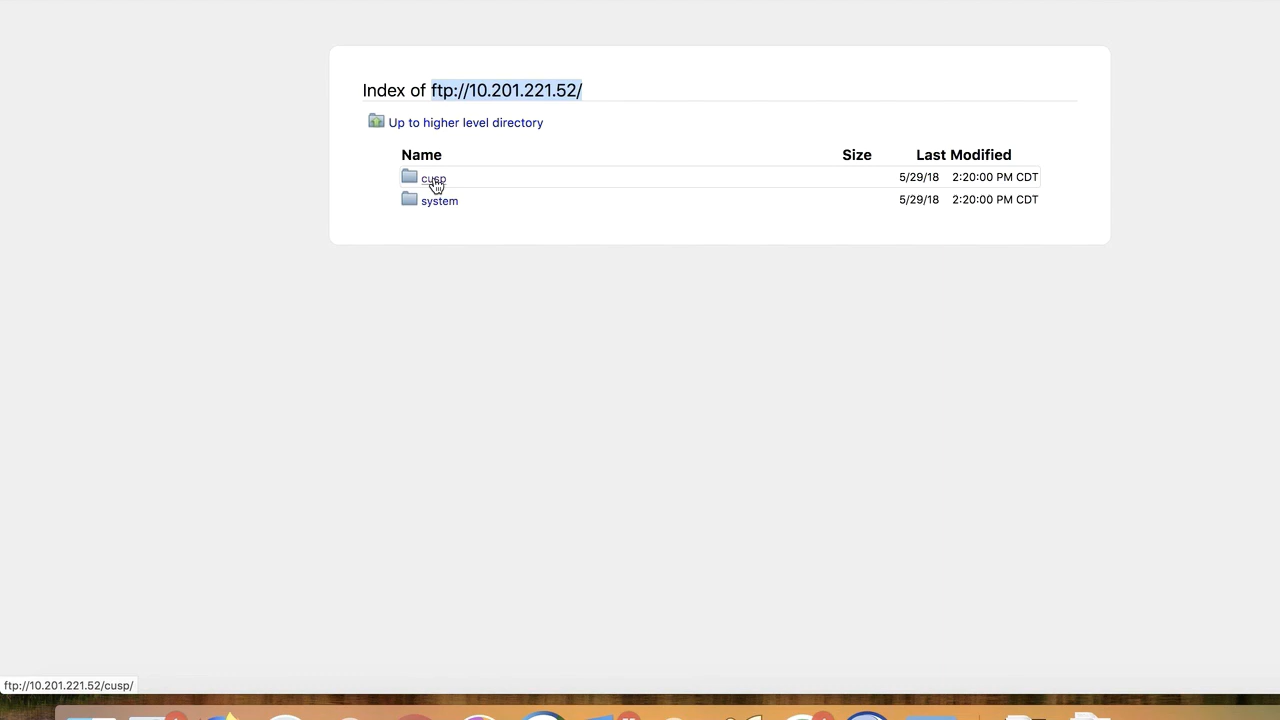 Index of ftp://10.201.221.52/
Up to higher level directory
Name Size Last Modified
cusp 5/29/18 2:20:00 PM CDT
system 5/29/18 2:20:00 PM CDT
ftp://10.201.221.52/cusp/